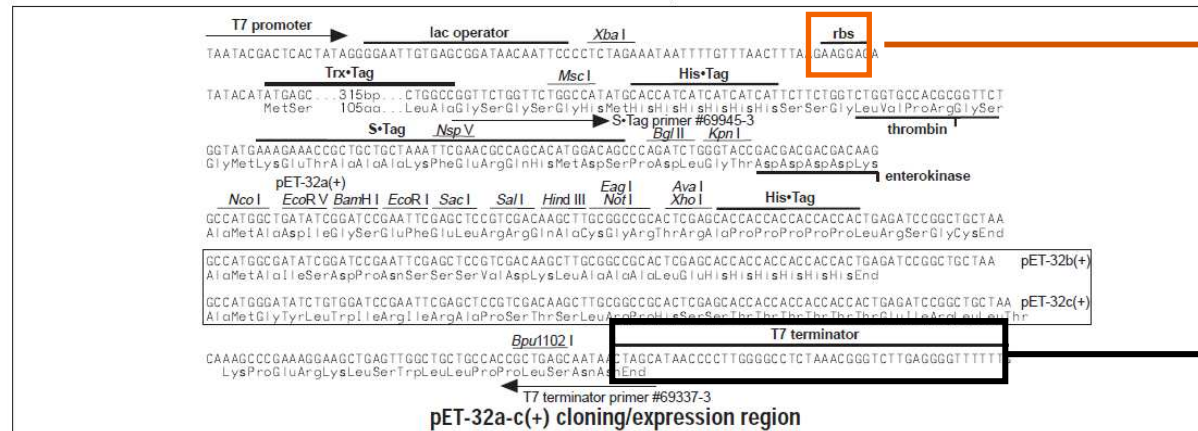 T7 promoter lac operator Xba I rbs
TAATACGACTCACTATAGGGGAATTGTGAGCGGATAACAATTCCCCTCTAGAAATAATTTTGTTTAACTTTAAGAAGGAGA
Trx•Tag Msc I His•Tag
TATACATATGAGC...315bp...CTGGCCGGTTCTGGTTCTGGCCATATGCACCATCATCATCATCATTCTTCTGGTCTGGTGCCACGCGGTTCT
MetSer 105aa...LeuAlaGlySerGlySerGlyHisMetHisHisHisHisHisHisSerSerGlyLeuValProArgGlySer
S•Tag primer #69945-3
S•Tag Nsp V Bgl II Kpn I thrombin
GGTATGAAAGAAACCGCTGCTGCTAAATTCGAACGCCAGCACATGGACAGCCCAGATCTGGGTACCGACGACGACGACAAG
GlyMetLysGluThrAlaAlaAlaLysPheGluArgGlnHisMetAspSerProAspLeuGlyThrAspAspAspAspLys
enterokinase
pET-32a(+)
Nco I EcoR V BamH I EcoR I Sac I Sal I Hind III Eag I Not I Ava I Xho I His•Tag
GCCATGGCTGATATCGGATCCGAATTCGAGCTCCGTCGACAAGCTTGCGGCCGCACTCGAGCACCACCACCACCACCACTGAGATCCGGCTGCTAA
AlaMetAlaAspIleGlySerGluPheGluLeuArgArgGlnAlaCysGlyArgThrArgAlaProProProProProProLeuArgSerGlyCysEnd
GCCATGGCGATATCGGATCCGAATTCGAGCTCCGTCGACAAGCTTGCGGCCGCACTCGAGCACCACCACCACCACCACTGAGATCCGGCTGCTAA pET-32b(+)
AlaMetAlaIleSerAspProAsnSerSerSerValAspLysLeuAlaAlaAlaLeuGluHisHisHisHisHisHisEnd
GCCATGGGATATCTGTGGATCCGAATTCGAGCTCCGTCGACAAGCTTGCGGCCGCACTCGAGCACCACCACCACCACCACTGAGATCCGGCTGCTAA pET-32c(+)
AlaMetGlyTyrLeuTrpIleArgIleArgAlaProSerThrSerLeuArgProHisSerSerThrThrThrThrThrThrGluIleArgLeuLeuThr
Bpu1102 I T7 terminator
CAAAGCCCGAAAGGAAGCTGAGTTGGCTGCTGCCACCGCTGAGCAATAACTAGCATAACCCCTTGGGGCCTCTAAACGGGTCTTGAGGGGTTTTTTG
LysProGluArgLysLeuSerTrpLeuLeuProProLeuSerAsnAsnEnd
T7 terminator primer #69337-3
pET-32a-c(+) cloning/expression region